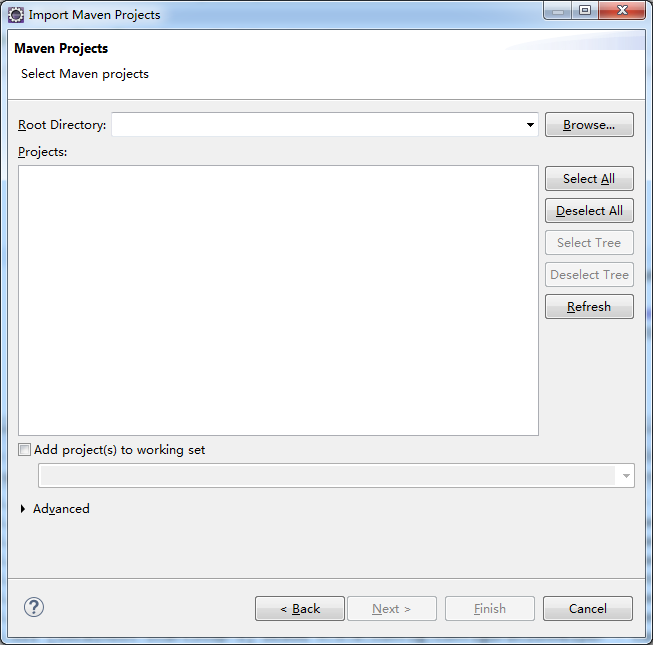 Import Maven Projects
Maven Projects
Select Maven projects
Root Directory:
Browse...
Projects:
Select All
Deselect All
Select Tree
Deselect Tree
Refresh
Add project(s) to working set
Advanced
?
< Back
Next >
Finish
Cancel